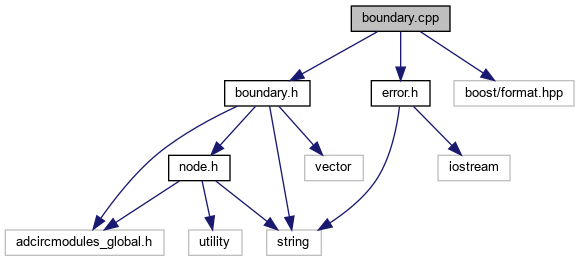 boundary.cpp
boundary.h
error.h
boost/format.hpp
node.h
vector
iostream
adcircmodules_global.h
utility
string